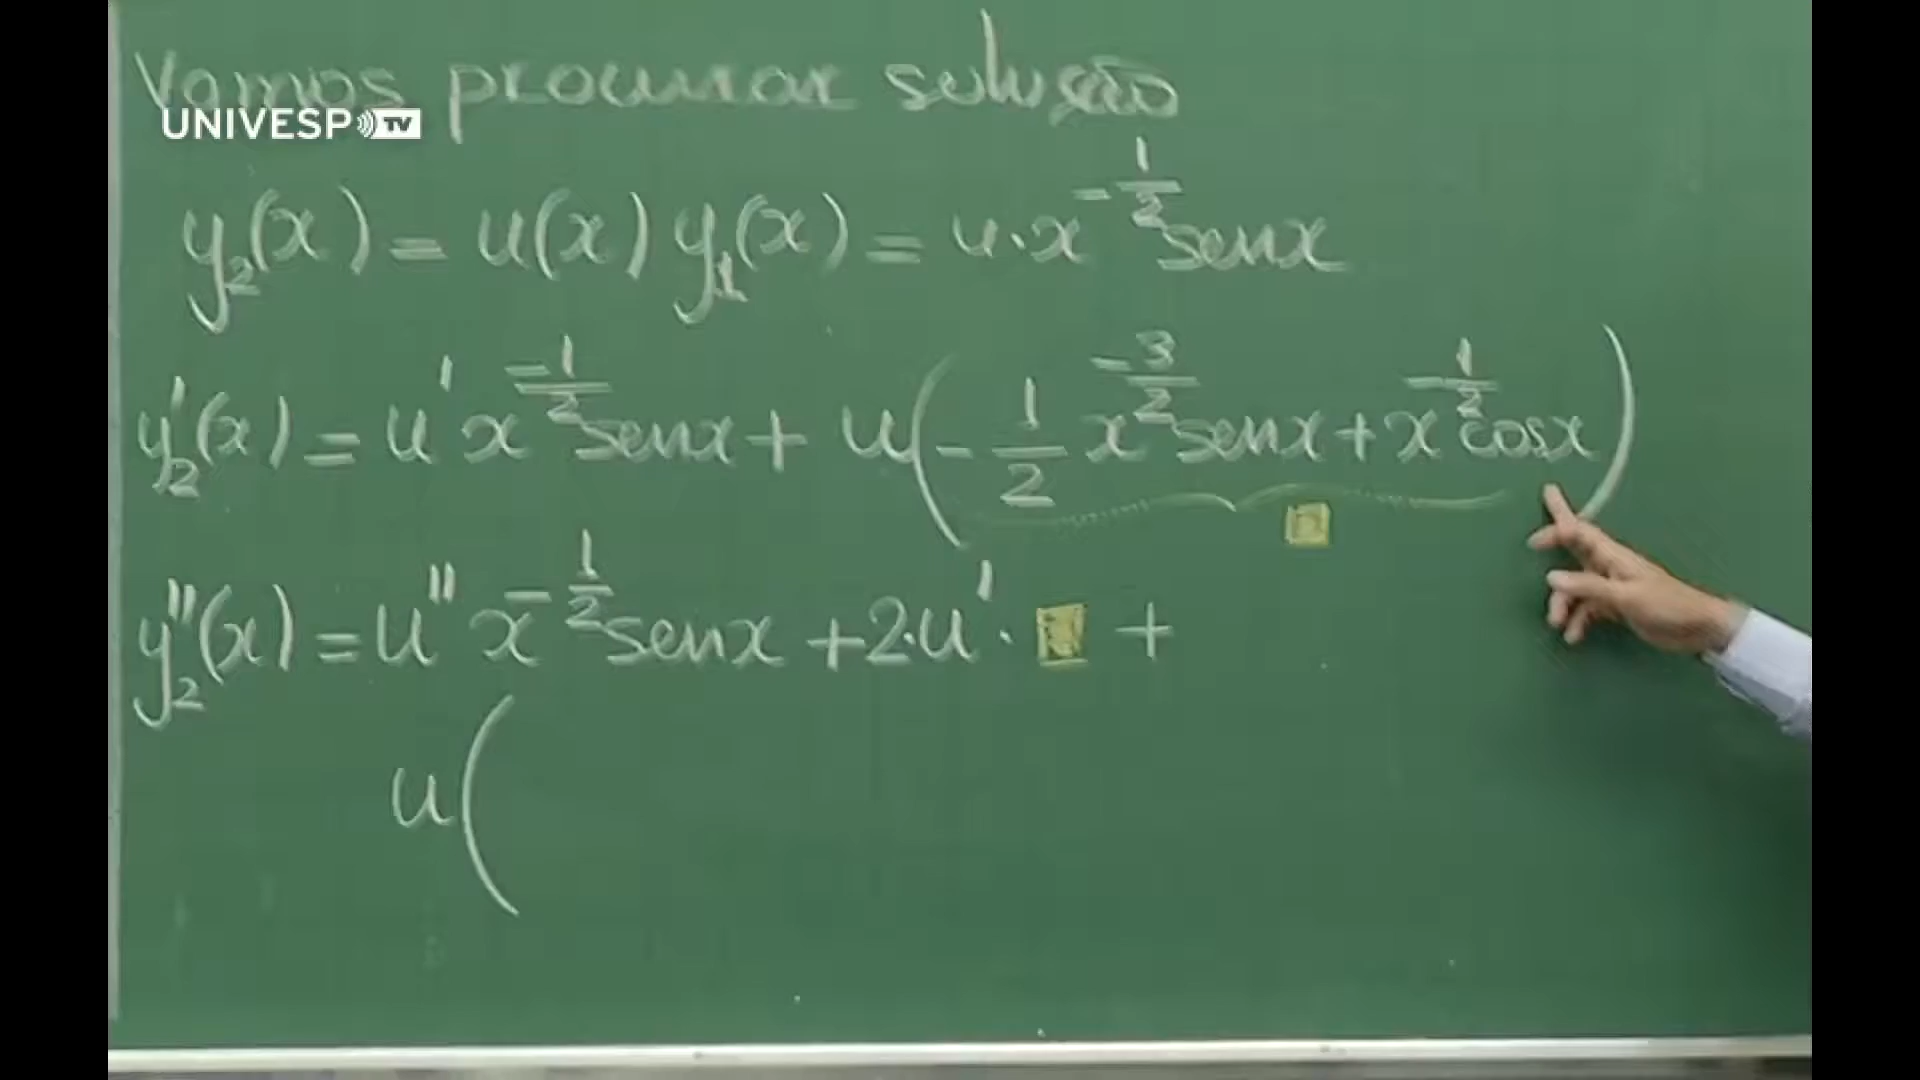 Vamos procurar solução
UNIVESP TV
y₂(x) = u(x) y₁(x) = u·x^{-1/2} senx
y₂'(x) = u' x^{-1/2} senx + u(-1/2 x^{-3/2} senx + x^{-1/2} cosx)
□
y₂''(x) = u'' x^{-1/2} senx + 2·u'· □ +
u(